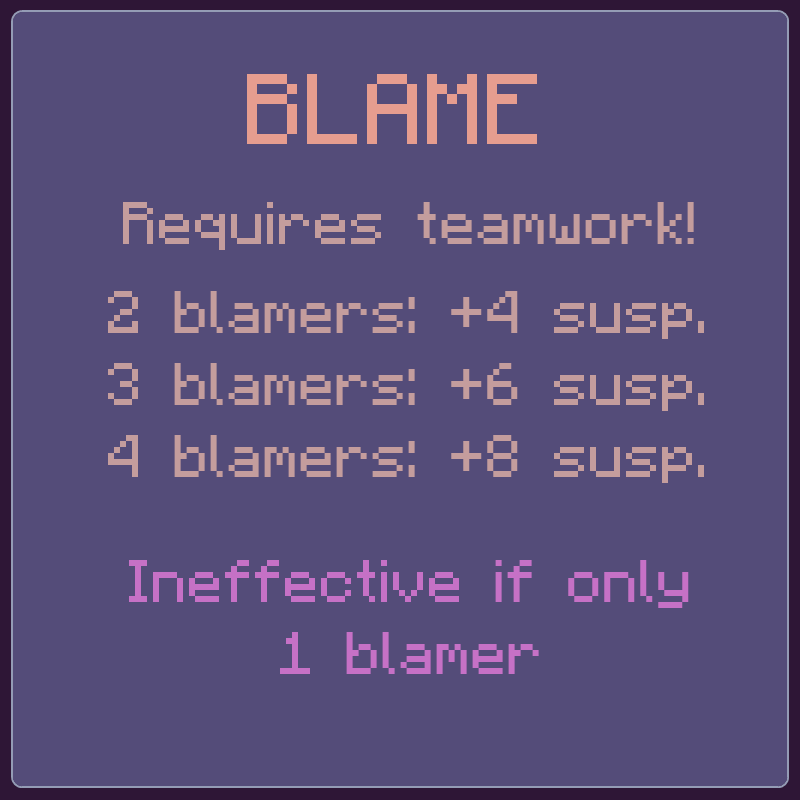 BLAME
Requires teamwork!
2 blamers: +4 susp.
3 blamers: +6 susp.
4 blamers: +8 susp.
Ineffective if only
1 blamer